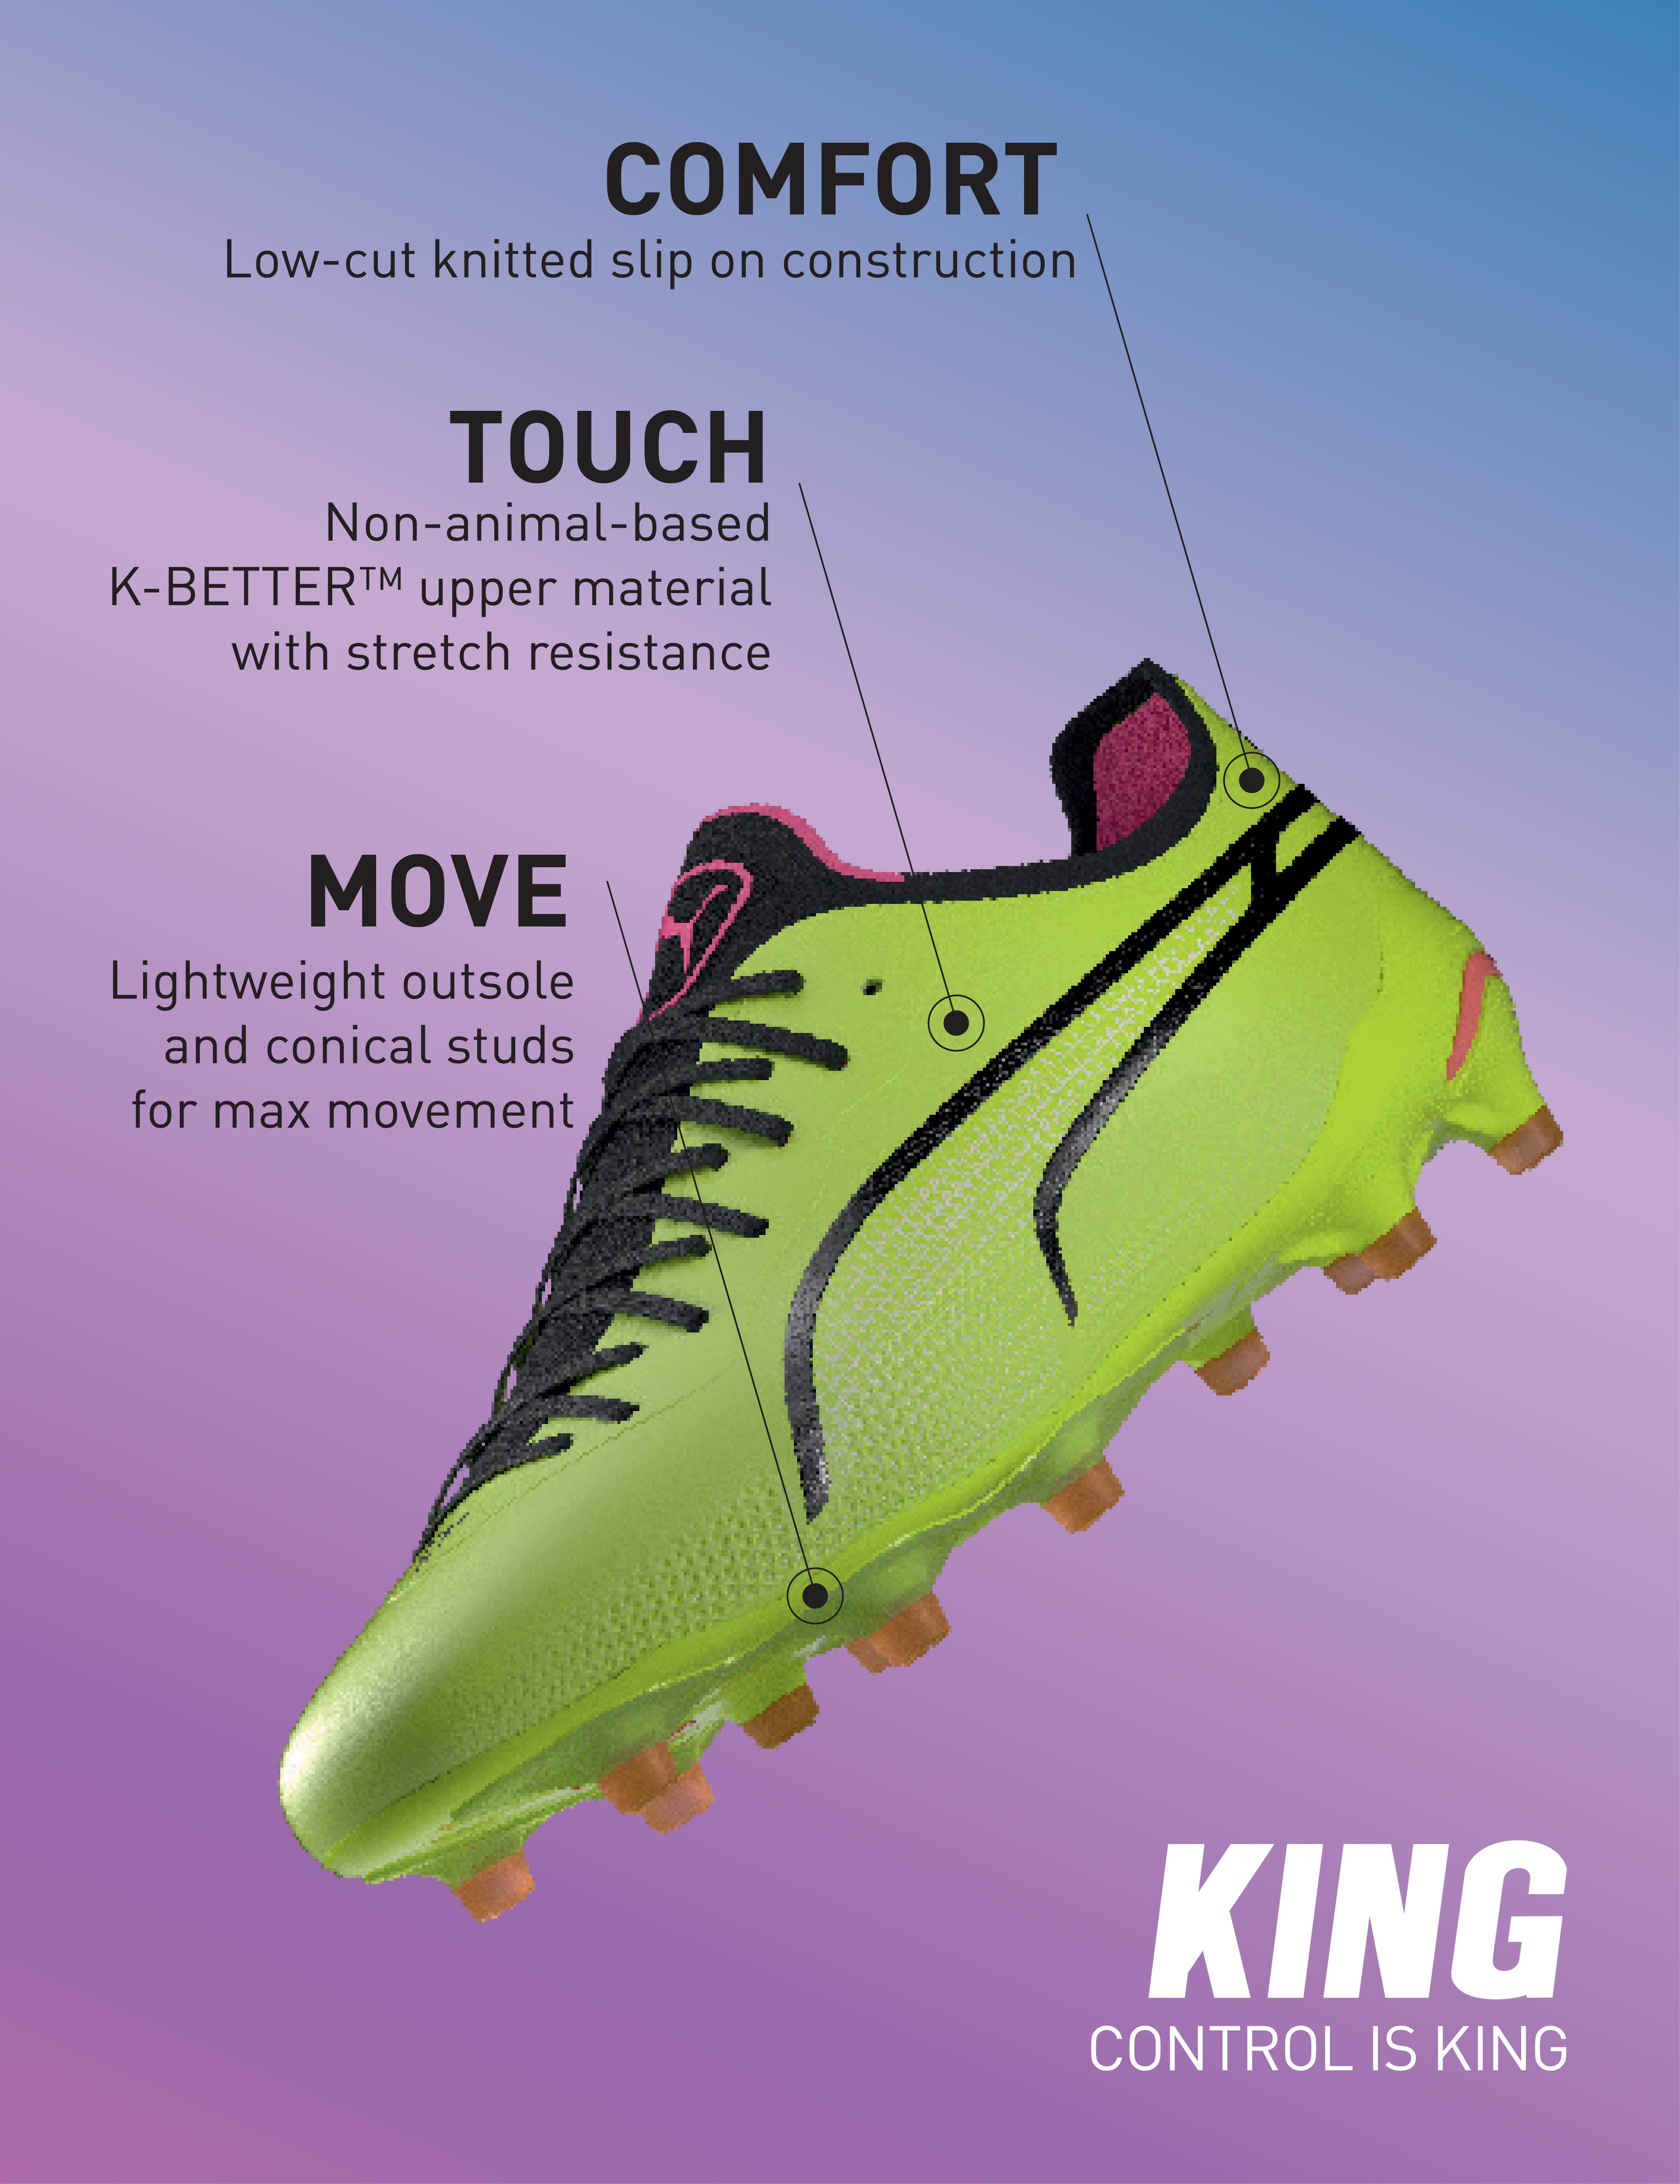 COMFORT
Low-cut knitted slip on construction
TOUCH
Non-animal-based
K-BETTER™ upper material
with stretch resistance
MOVE
Lightweight outsole
and conical studs
for max movement
KING
CONTROL IS KING